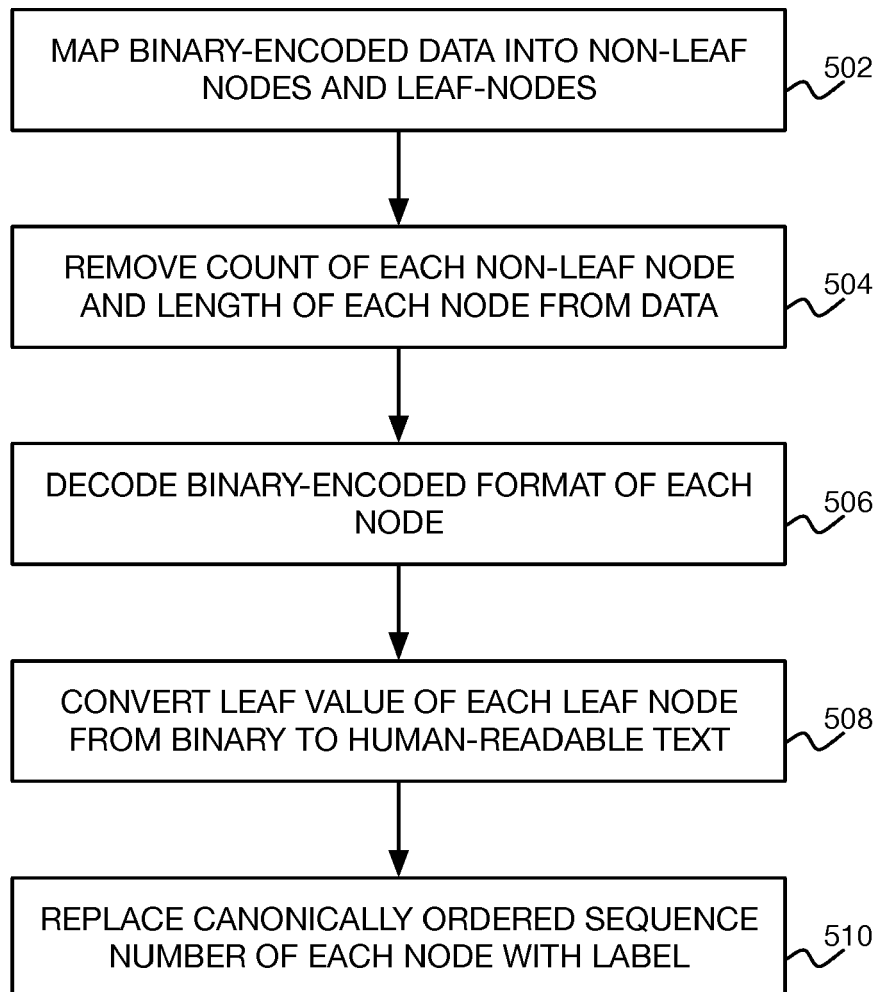 MAP BINARY-ENCODED DATA INTO NON-LEAF
NODES AND LEAF-NODES
502
REMOVE COUNT OF EACH NON-LEAF NODE
AND LENGTH OF EACH NODE FROM DATA
504
DECODE BINARY-ENCODED FORMAT OF EACH
NODE
506
CONVERT LEAF VALUE OF EACH LEAF NODE
FROM BINARY TO HUMAN-READABLE TEXT
508
REPLACE CANONICALLY ORDERED SEQUENCE
NUMBER OF EACH NODE WITH LABEL
510